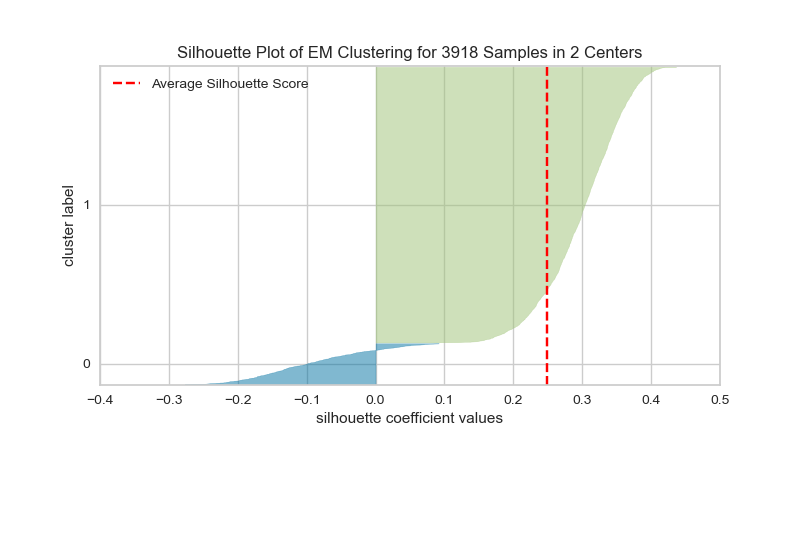 Silhouette Plot of EM Clustering for 3918 Samples in 2 Centers
Average Silhouette Score
cluster label
1
0
−0.4 −0.3 −0.2 −0.1 0.0 0.1 0.2 0.3 0.4 0.5
silhouette coefficient values